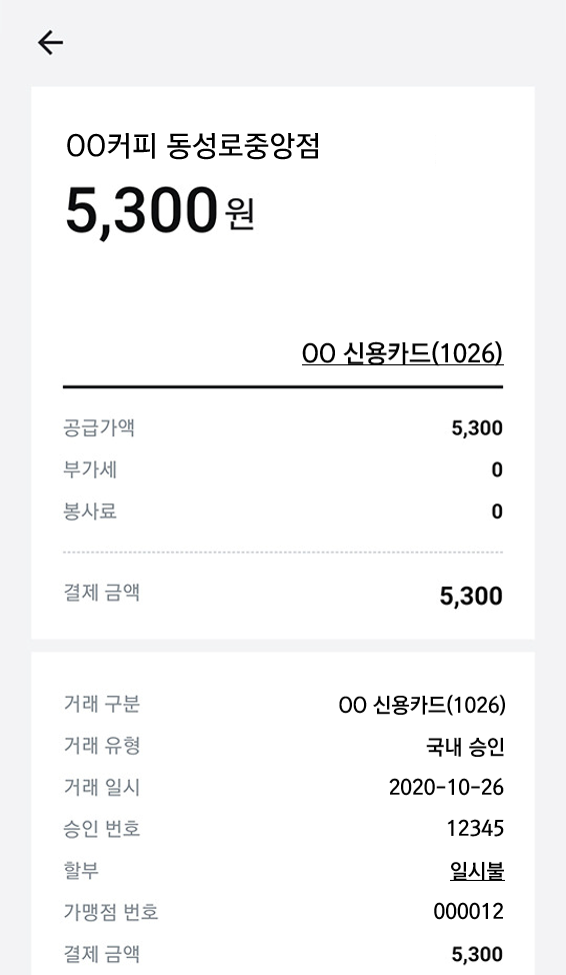 OO커피 동성로중앙점
5,300원
OO 신용카드(1026)
공급가액 5,300
부가세 0
봉사료 0
결제 금액 5,300
거래 구분 OO 신용카드(1026)
거래 유형 국내 승인
거래 일시 2020-10-26
승인 번호 12345
할부 일시불
가맹점 번호 000012
결제 금액 5,300